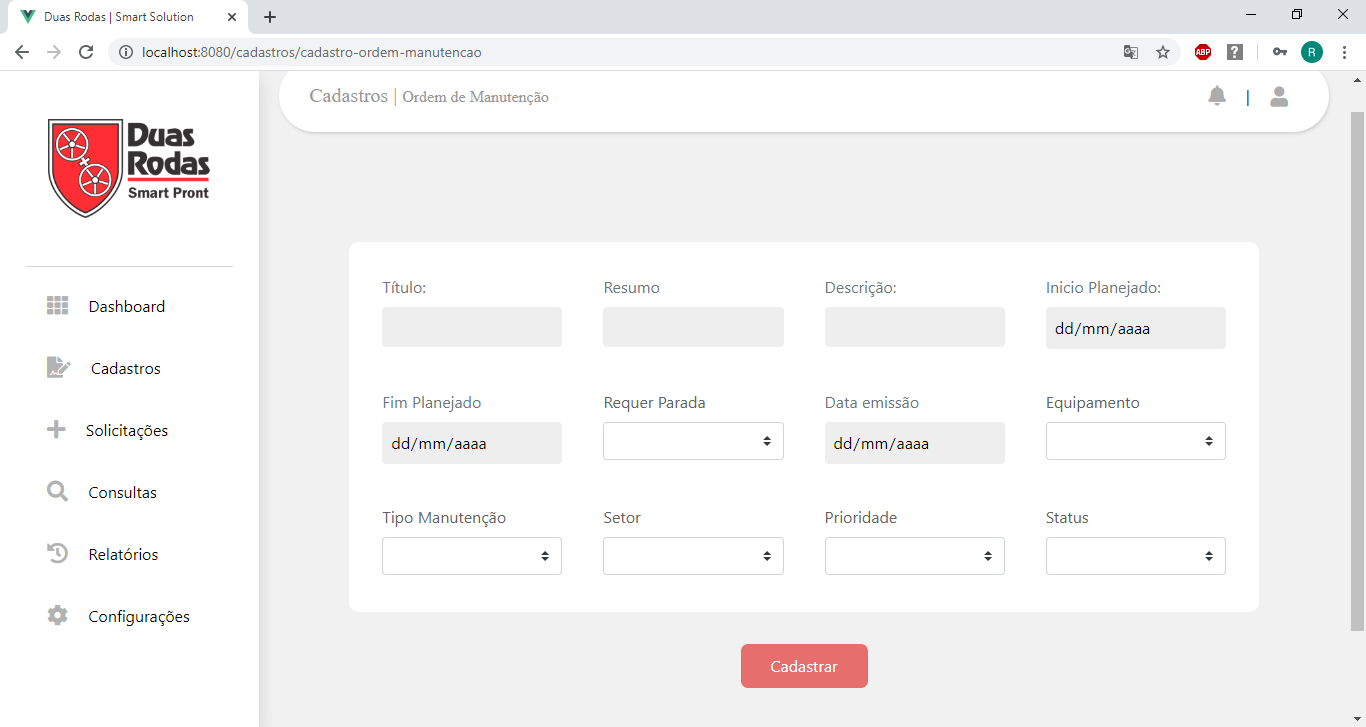 Duas Rodas | Smart Solution
localhost:8080/cadastros/cadastro-ordem-manutencao
ABP
?
R
Duas
Rodas
Smart Pront
Dashboard
Cadastros
Solicitações
Consultas
Relatórios
Configurações
Cadastros | Ordem de Manutenção
|
Título:
Resumo
Descrição:
Inicio Planejado:
dd/mm/aaaa
Fim Planejado
Requer Parada
Data emissão
Equipamento
dd/mm/aaaa
dd/mm/aaaa
Tipo Manutenção
Setor
Prioridade
Status
Cadastrar